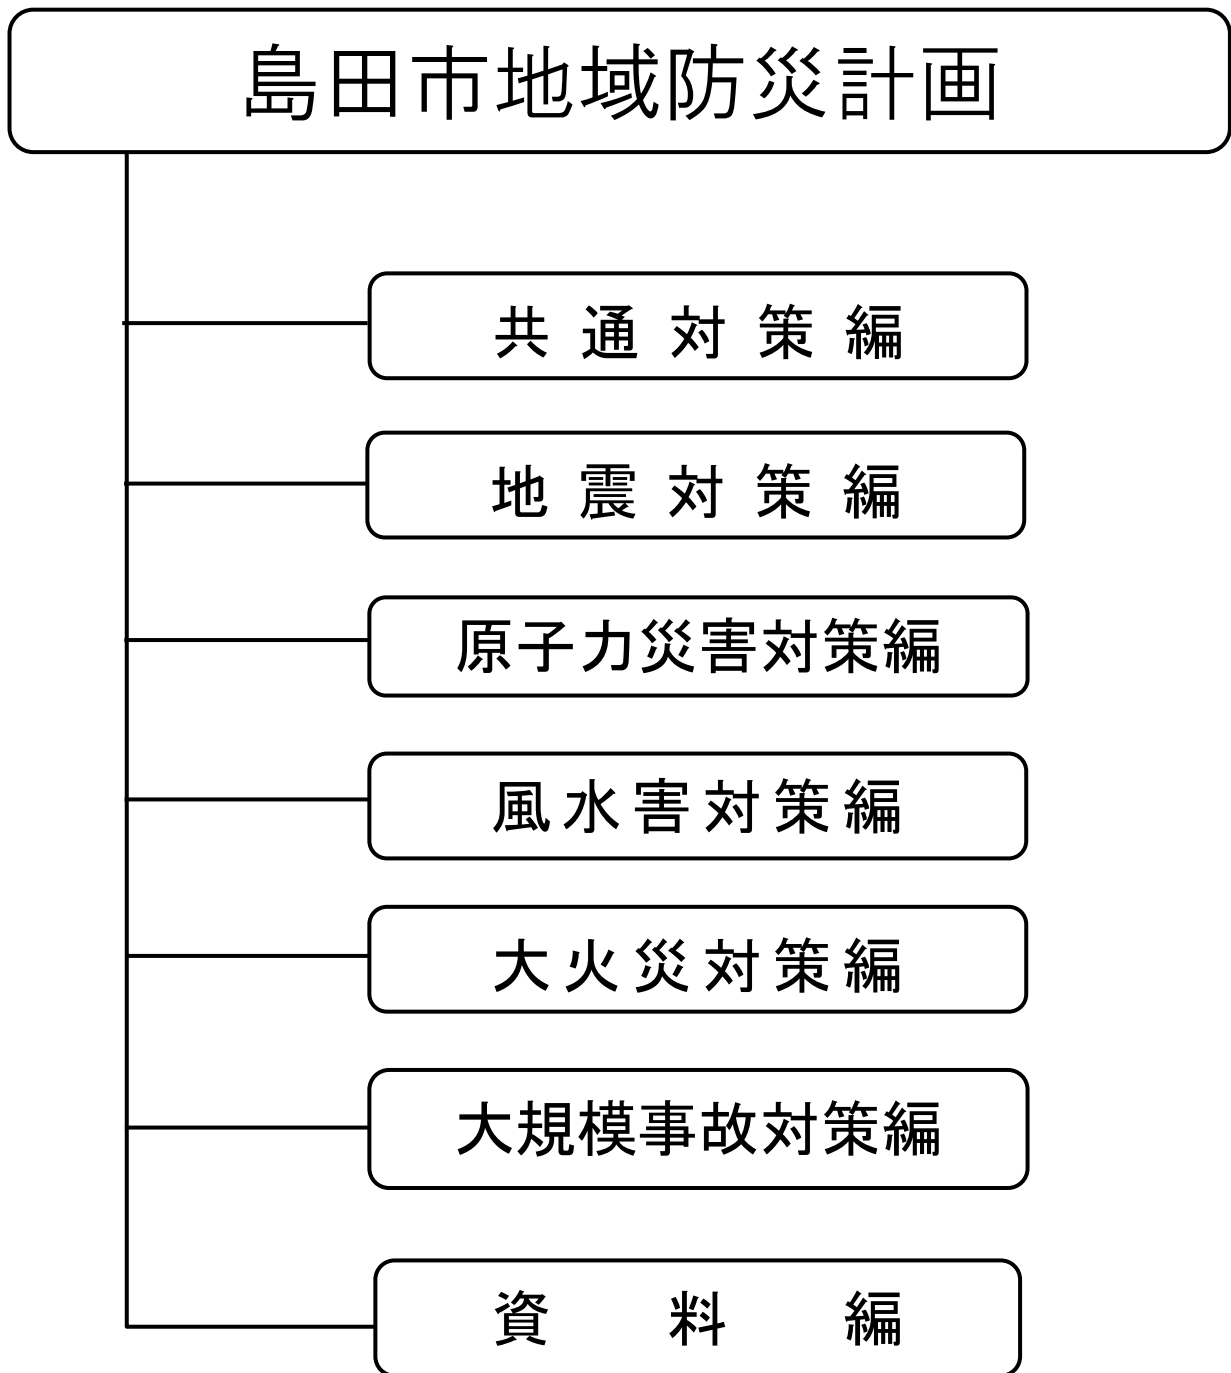 島田市地域防災計画
共通対策編
地震対策編
原子力災害対策編
風水害対策編
大火災対策編
大規模事故対策編
資料編